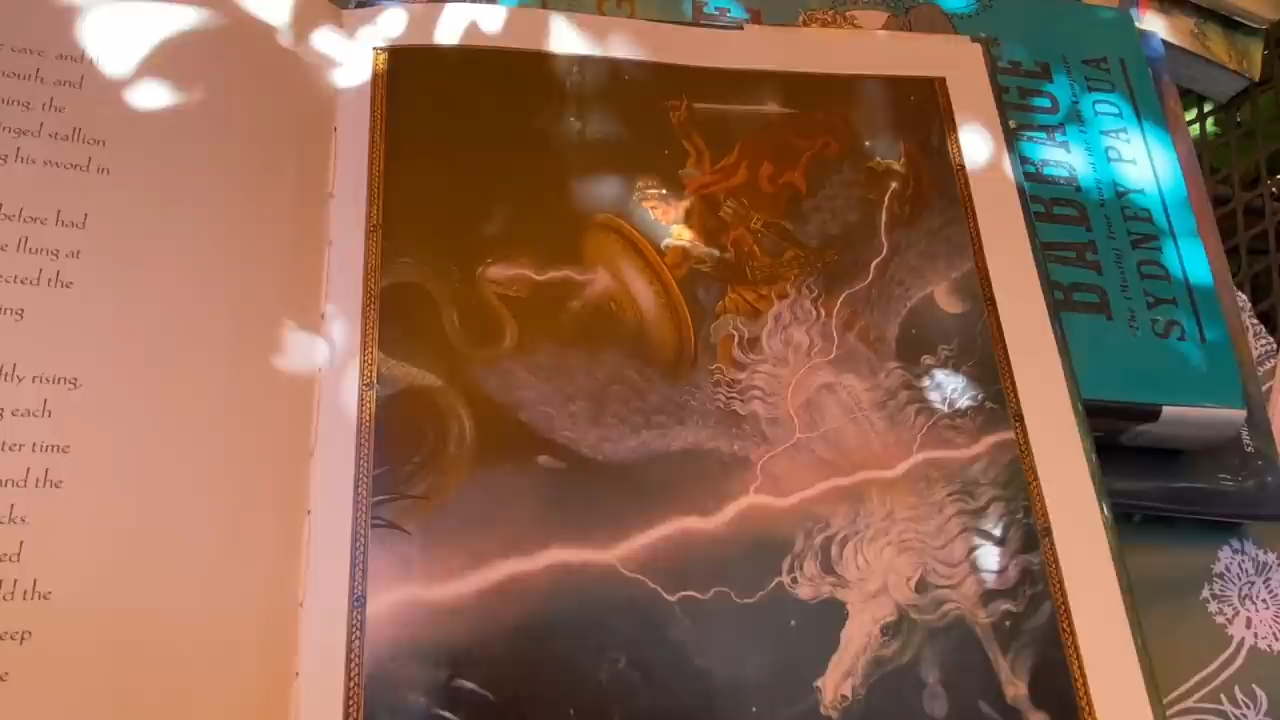 cave, and
mouth, and
ning, the
inged stallion
g his sword in
before had
e flung at
ected the
ing
tly rising,
g each
ter time
and the
cks.
ed
ld the
eep
e
BABBAGE
The (Mostly) True Story of the First Computer
SYDNEY PADUA